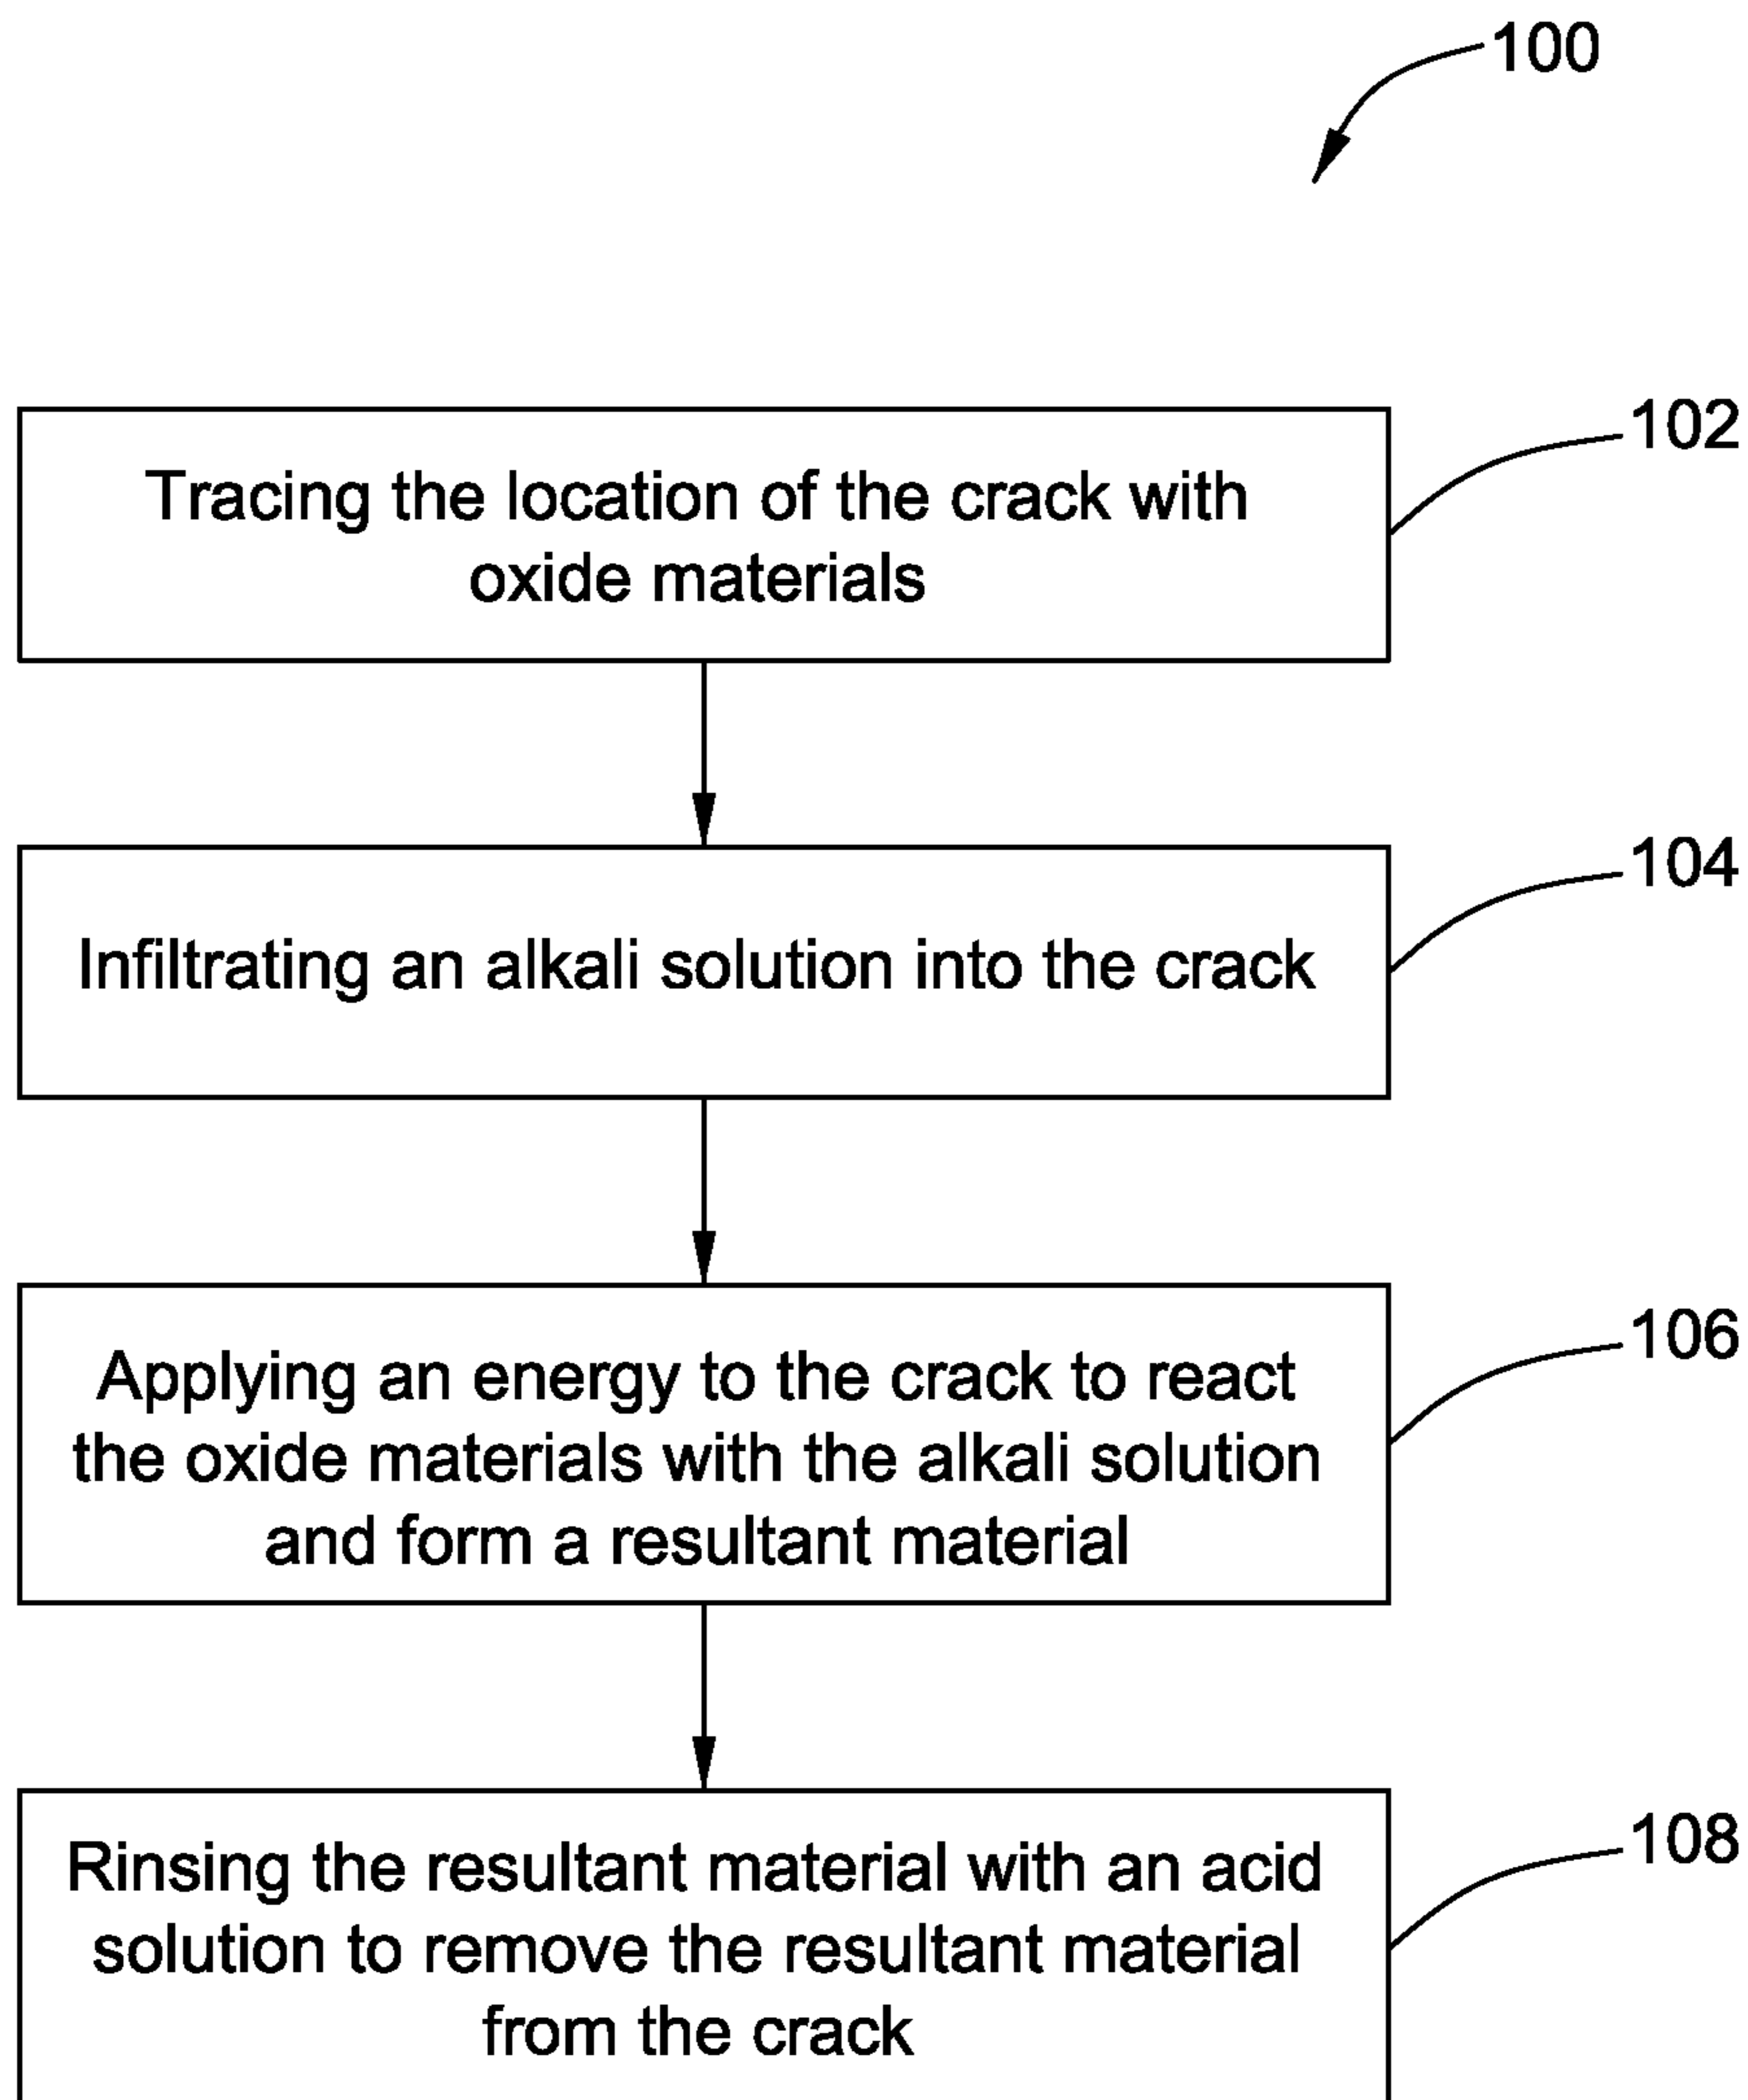 100
102
Tracing the location of the crack with
oxide materials
104
Infiltrating an alkali solution into the crack
106
Applying an energy to the crack to react
the oxide materials with the alkali solution
and form a resultant material
108
Rinsing the resultant material with an acid
solution to remove the resultant material
from the crack